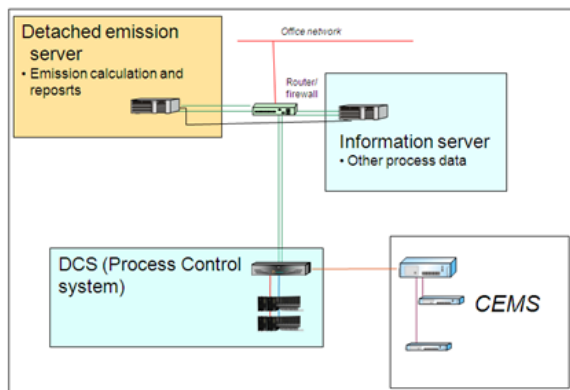 Detached emission
server
• Emission calculation and
reposrts
Office network
Router/
firewall
Information server
• Other process data
DCS (Process Control
system)
CEMS